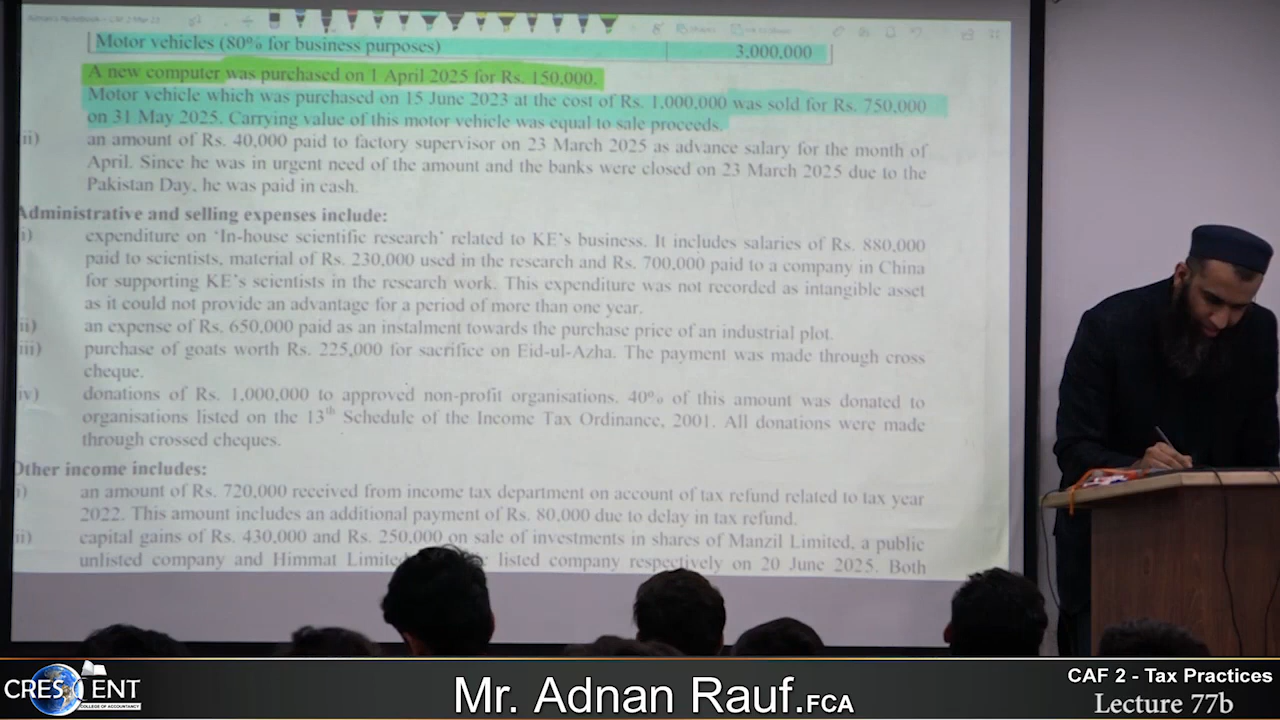 Motor vehicles (80% for business purposes) 3,000,000
A new computer was purchased on 1 April 2025 for Rs. 150,000.
Motor vehicle which was purchased on 15 June 2023 at the cost of Rs. 1,000,000 was sold for Rs. 750,000
on 31 May 2025. Carrying value of this motor vehicle was equal to sale proceeds.
ii) an amount of Rs. 40,000 paid to factory supervisor on 23 March 2025 as advance salary for the month of
April. Since he was in urgent need of the amount and the banks were closed on 23 March 2025 due to the
Pakistan Day, he was paid in cash.
Administrative and selling expenses include:
i) expenditure on 'In-house scientific research' related to KE's business. It includes salaries of Rs. 880,000
paid to scientists, material of Rs. 230,000 used in the research and Rs. 700,000 paid to a company in China
for supporting KE's scientists in the research work. This expenditure was not recorded as intangible asset
as it could not provide an advantage for a period of more than one year.
ii) an expense of Rs. 650,000 paid as an instalment towards the purchase price of an industrial plot.
iii) purchase of goats worth Rs. 225,000 for sacrifice on Eid-ul-Azha. The payment was made through cross
cheque.
iv) donations of Rs. 1,000,000 to approved non-profit organisations. 40% of this amount was donated to
organisations listed on the 13th Schedule of the Income Tax Ordinance, 2001. All donations were made
through crossed cheques.
Other income includes:
i) an amount of Rs. 720,000 received from income tax department on account of tax refund related to tax year
2022. This amount includes an additional payment of Rs. 80,000 due to delay in tax refund.
ii) capital gains of Rs. 430,000 and Rs. 250,000 on sale of investments in shares of Manzil Limited, a public
unlisted company and Himmat Limited listed company respectively on 20 June 2025. Both
CRESCENT
COLLEGE OF ACCOUNTANCY
Mr. Adnan Rauf.FCA
CAF 2 - Tax Practices
Lecture 77b